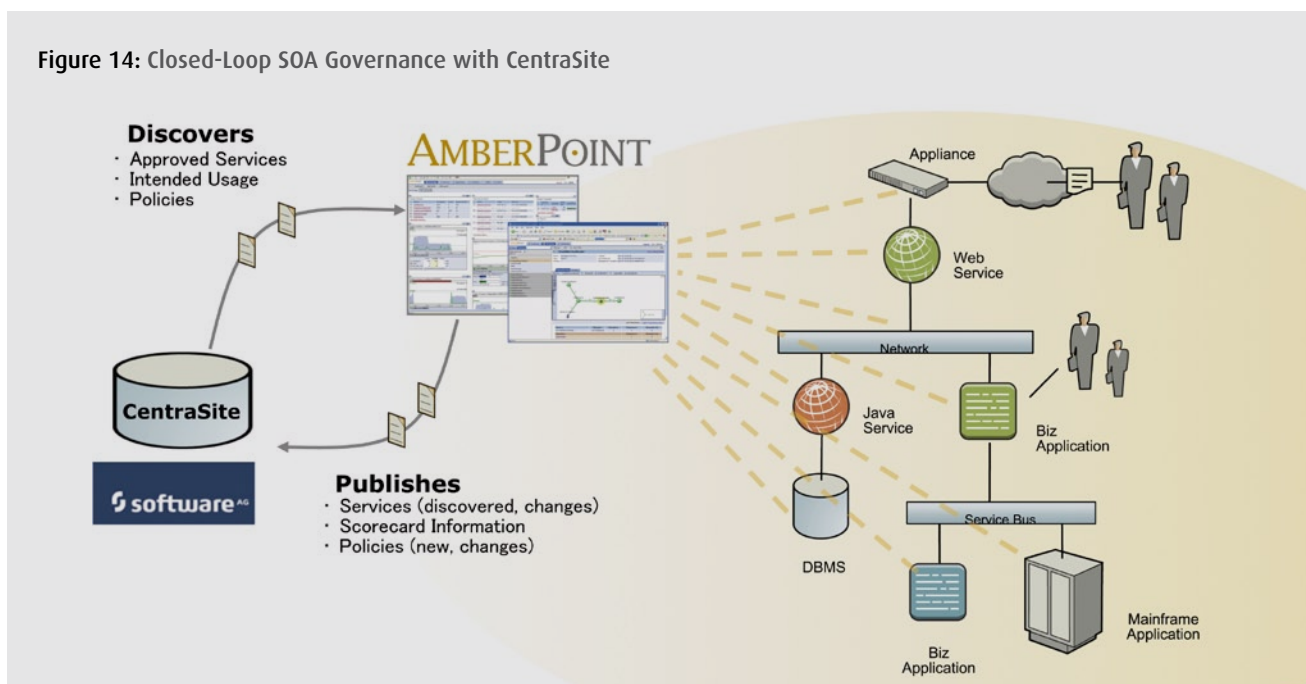 Figure 14: Closed-Loop SOA Governance with CentraSite
Discovers
· Approved Services
· Intended Usage
· Policies
AMBERPOINT
CentraSite
software AG
Publishes
· Services (discovered, changes)
· Scorecard Information
· Policies (new, changes)
Appliance
Web
Service
Network
Java
Service
Biz
Application
Service Bus
DBMS
Biz
Application
Mainframe
Application